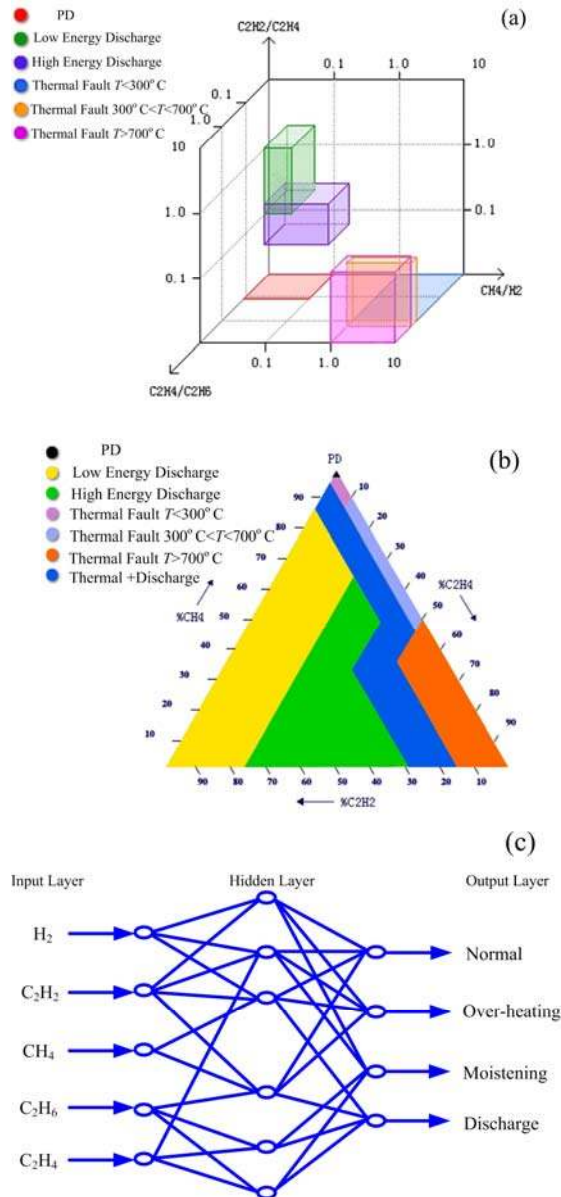 (a)
PD
Low Energy Discharge
High Energy Discharge
Thermal Fault T<300° C
Thermal Fault 300° C<T<700° C
Thermal Fault T>700° C
C2H2/C2H4
0.1 1.0 10
0.1
1.0
10
1.0
0.1
1.0
0.1
CH4/H2
C2H4/C2H6
0.1 1.0 10
(b)
PD
Low Energy Discharge
High Energy Discharge
Thermal Fault T<300° C
Thermal Fault 300° C<T<700° C
Thermal Fault T>700° C
Thermal +Discharge
PD
90
80
70
60
50
40
30
20
10
%CH4
10
20
30
40
50
60
70
80
90
%C2H4
90 80 70 60 50 40 30 20 10
%C2H2
(c)
Input Layer Hidden Layer Output Layer
H2
C2H2
CH4
C2H6
C2H4
Normal
Over-heating
Moistening
Discharge